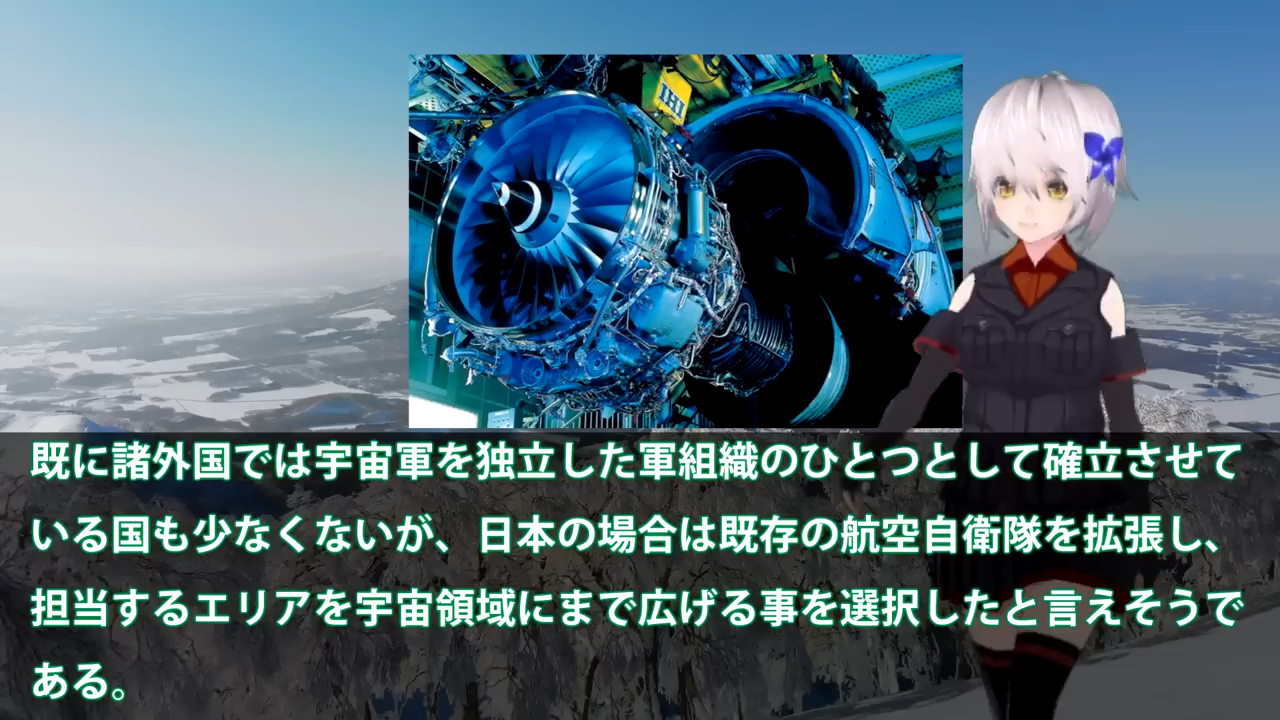 IHI
既に諸外国では宇宙軍を独立した軍組織のひとつとして確立させて
いる国も少なくないが、日本の場合は既存の航空自衛隊を拡張し、
担当するエリアを宇宙領域にまで広げる事を選択したと言えそうで
ある。